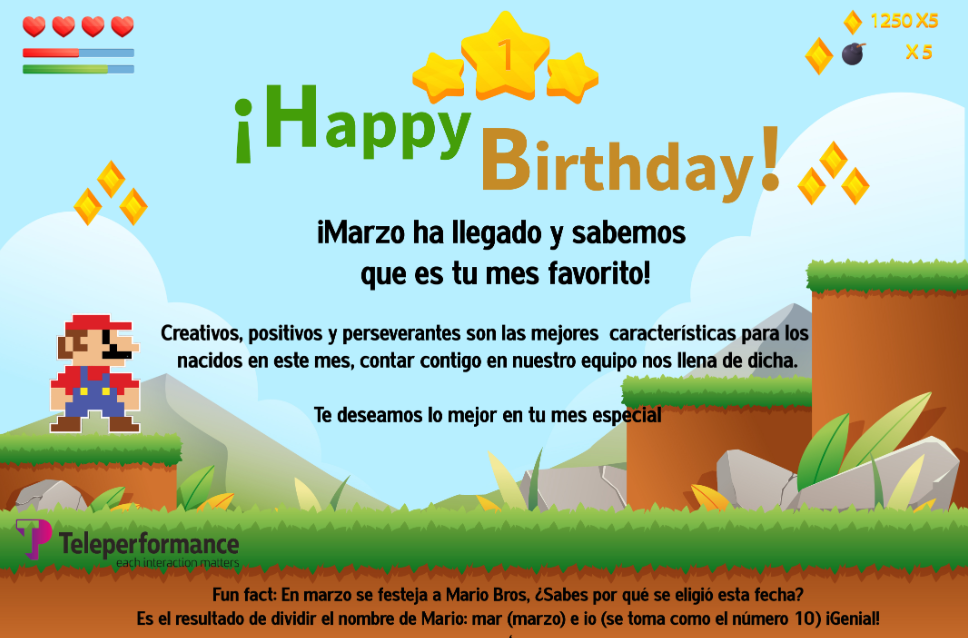 1250 X5
X 5
1
¡Happy
Birthday!
¡Marzo ha llegado y sabemos
que es tu mes favorito!
Creativos, positivos y perseverantes son las mejores características para los
nacidos en este mes, contar contigo en nuestro equipo nos llena de dicha.
Te deseamos lo mejor en tu mes especial
Teleperformance
each interaction matters
Fun fact: En marzo se festeja a Mario Bros, ¿Sabes por qué se eligió esta fecha?
Es el resultado de dividir el nombre de Mario: mar (marzo) e io (se toma como el número 10) ¡Genial!